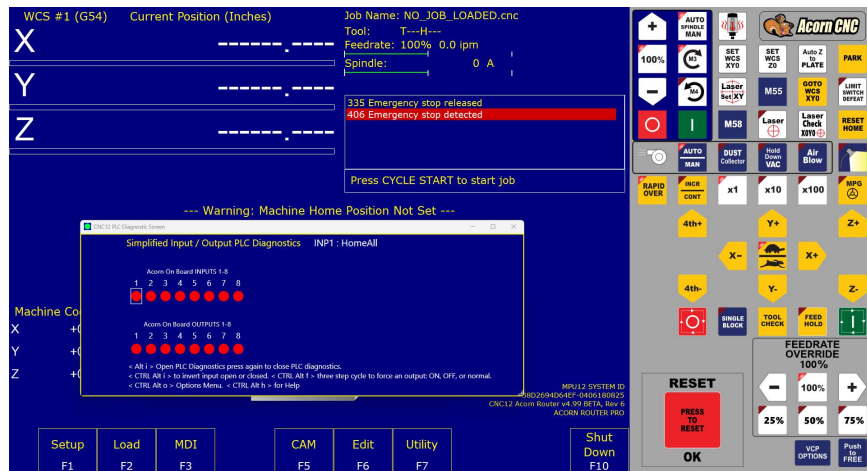 WCS #1 (G54) Current Position (Inches)
X ------.----
Y ------.----
Z ------.----
Job Name: NO_JOB_LOADED.cnc
Tool: T---H---
Feedrate: 100% 0.0 ipm
Spindle: 0 A
335 Emergency stop released
406 Emergency stop detected
Press CYCLE START to start job
--- Warning: Machine Home Position Not Set ---
CNC12 PLC Diagnostic Screen
Simplified Input / Output PLC Diagnostics INP1 : HomeAll
Acorn On Board INPUTS 1-8
1 2 3 4 5 6 7 8
Acorn On Board OUTPUTS 1-8
1 2 3 4 5 6 7 8
< Alt i > Open PLC Diagnostics press again to close PLC diagnostics.
< CTRL Alt i > to invert input open or closed. < CTRL Alt f > three step cycle to force an output: ON, OFF, or normal.
< CTRL Alt o > Options Menu. < CTRL Alt h > for Help
Machine Co
X +0
Y +0
Z +0
MPU12 SYSTEM ID
CNC12 Acorn Router v4.99 BETA, Rev 6
ACORN ROUTER PRO
Setup F1
Load F2
MDI F3
CAM F5
Edit F6
Utility F7
Shut Down F10
+ AUTO SPINDLE MAN Acorn CNC
100% M3 SET WCS XY0 SET WCS Z0 Auto Z to PLATE PARK
− M4 Laser Set XY M55 GOTO WCS XY0 LIMIT SWITCH DEFEAT
M58 Laser Laser Check X0Y0 RESET HOME
AUTO MAN DUST Collector Hold Down VAC Air Blow
RAPID OVER INCR CONT x1 x10 x100 MPG
4th+ Y+ Z+
X- X+
4th- Y- Z-
SINGLE BLOCK TOOL CHECK FEED HOLD
FEEDRATE
OVERRIDE
100%
RESET
PRESS
TO
RESET
OK
− 100% +
25% 50% 75%
VCP OPTIONS Push to FREE